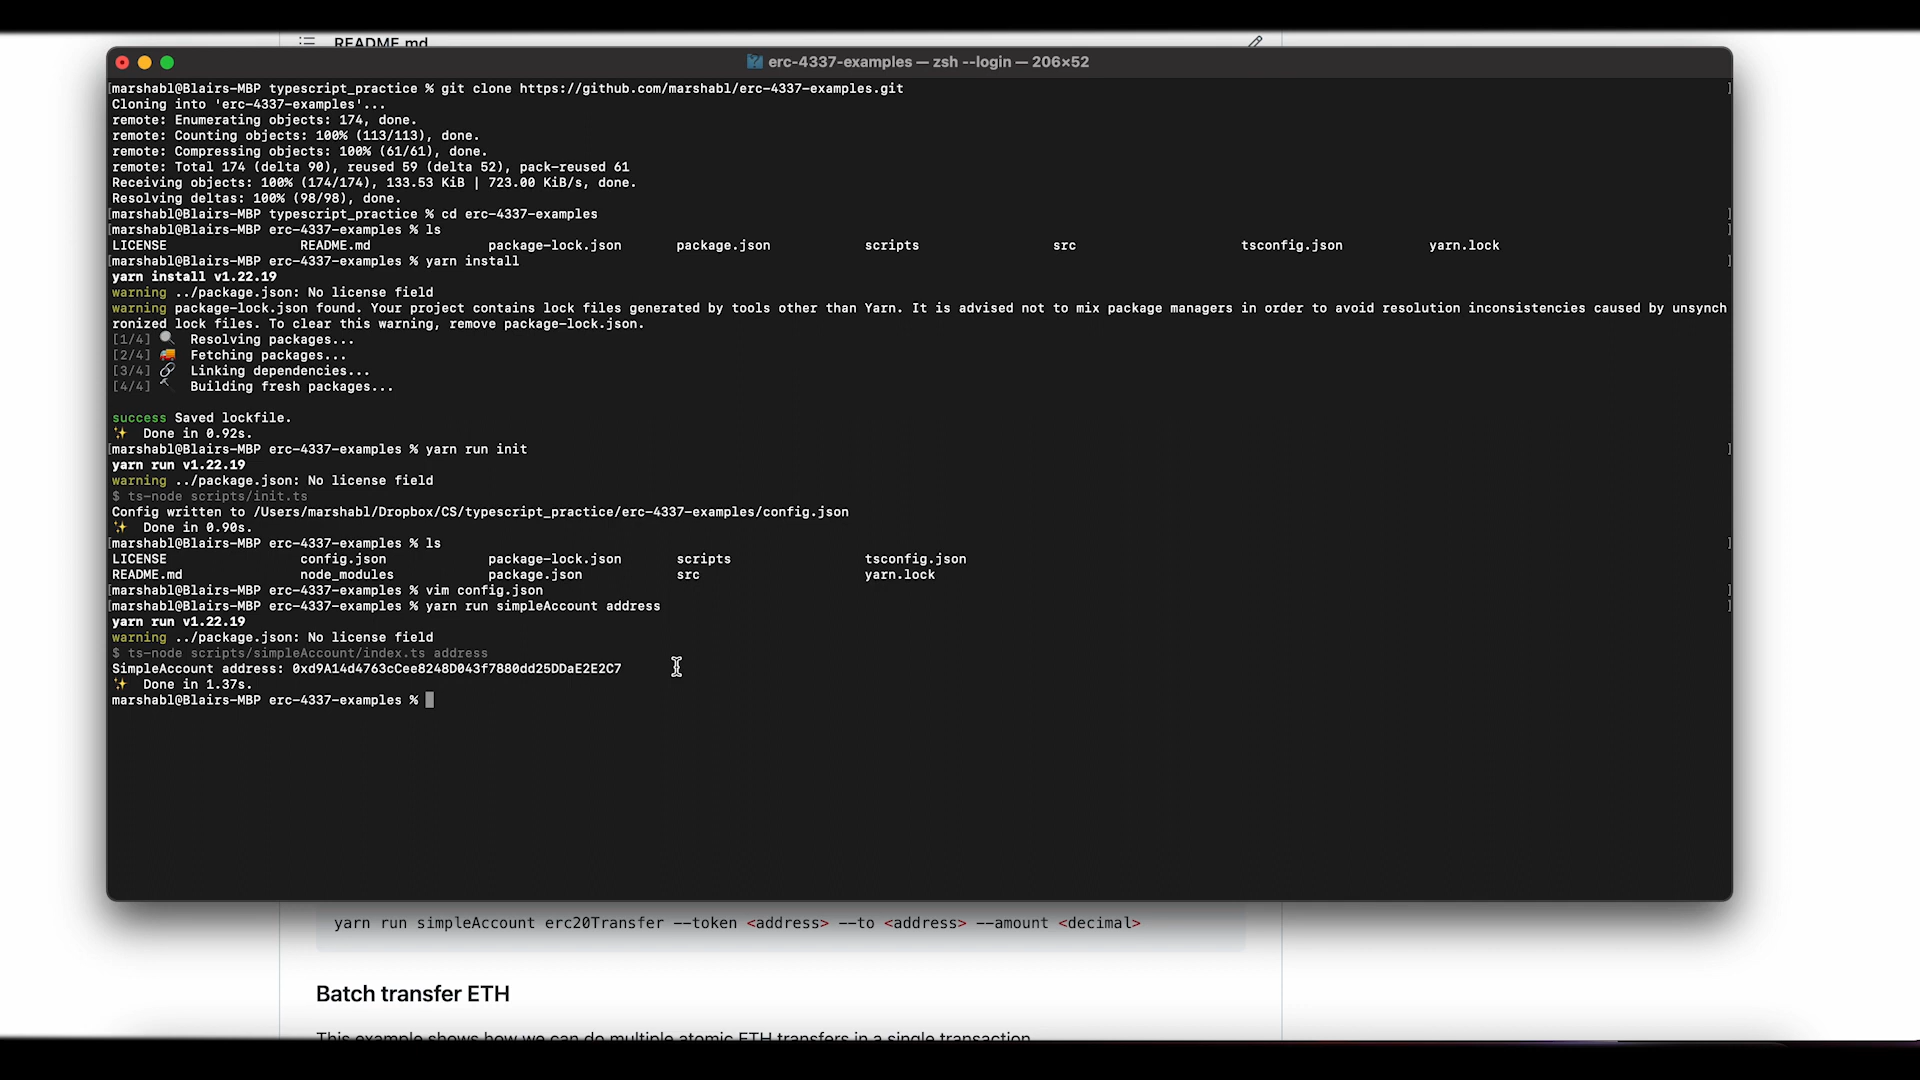 README.md
erc-4337-examples — zsh --login — 206×52
[marshabl@Blairs-MBP typescript_practice % git clone https://github.com/marshabl/erc-4337-examples.git ]
Cloning into 'erc-4337-examples'...
remote: Enumerating objects: 174, done.
remote: Counting objects: 100% (113/113), done.
remote: Compressing objects: 100% (61/61), done.
remote: Total 174 (delta 90), reused 59 (delta 52), pack-reused 61
Receiving objects: 100% (174/174), 133.53 KiB | 723.00 KiB/s, done.
Resolving deltas: 100% (98/98), done.
[marshabl@Blairs-MBP typescript_practice % cd erc-4337-examples ]
[marshabl@Blairs-MBP erc-4337-examples % ls ]
LICENSE README.md package-lock.json package.json scripts src tsconfig.json yarn.lock
[marshabl@Blairs-MBP erc-4337-examples % yarn install ]
yarn install v1.22.19
warning ../package.json: No license field
warning package-lock.json found. Your project contains lock files generated by tools other than Yarn. It is advised not to mix package managers in order to avoid resolution inconsistencies caused by unsynch
ronized lock files. To clear this warning, remove package-lock.json.
[1/4] 🔍 Resolving packages...
[2/4] 🚚 Fetching packages...
[3/4] 🔗 Linking dependencies...
[4/4] 🔨 Building fresh packages...
success Saved lockfile.
✨ Done in 0.92s.
[marshabl@Blairs-MBP erc-4337-examples % yarn run init ]
yarn run v1.22.19
warning ../package.json: No license field
$ ts-node scripts/init.ts
Config written to /Users/marshabl/Dropbox/CS/typescript_practice/erc-4337-examples/config.json
✨ Done in 0.90s.
[marshabl@Blairs-MBP erc-4337-examples % ls ]
LICENSE config.json package-lock.json scripts tsconfig.json
README.md node_modules package.json src yarn.lock
[marshabl@Blairs-MBP erc-4337-examples % vim config.json ]
[marshabl@Blairs-MBP erc-4337-examples % yarn run simpleAccount address ]
yarn run v1.22.19
warning ../package.json: No license field
$ ts-node scripts/simpleAccount/index.ts address
SimpleAccount address: 0xd9A14d4763cCee8248D043f7880dd25DDaE2E2C7
✨ Done in 1.37s.
marshabl@Blairs-MBP erc-4337-examples %
yarn run simpleAccount erc20Transfer --token <address> --to <address> --amount <decimal>
Batch transfer ETH
This example shows how we can do multiple atomic ETH transfers in a single transaction